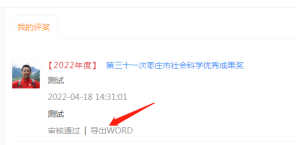 我的评奖
【2022年度】 第三十一次枣庄市社会科学优秀成果奖
测试
2022-04-18 14:31:01
测试
审核通过 | 导出WORD